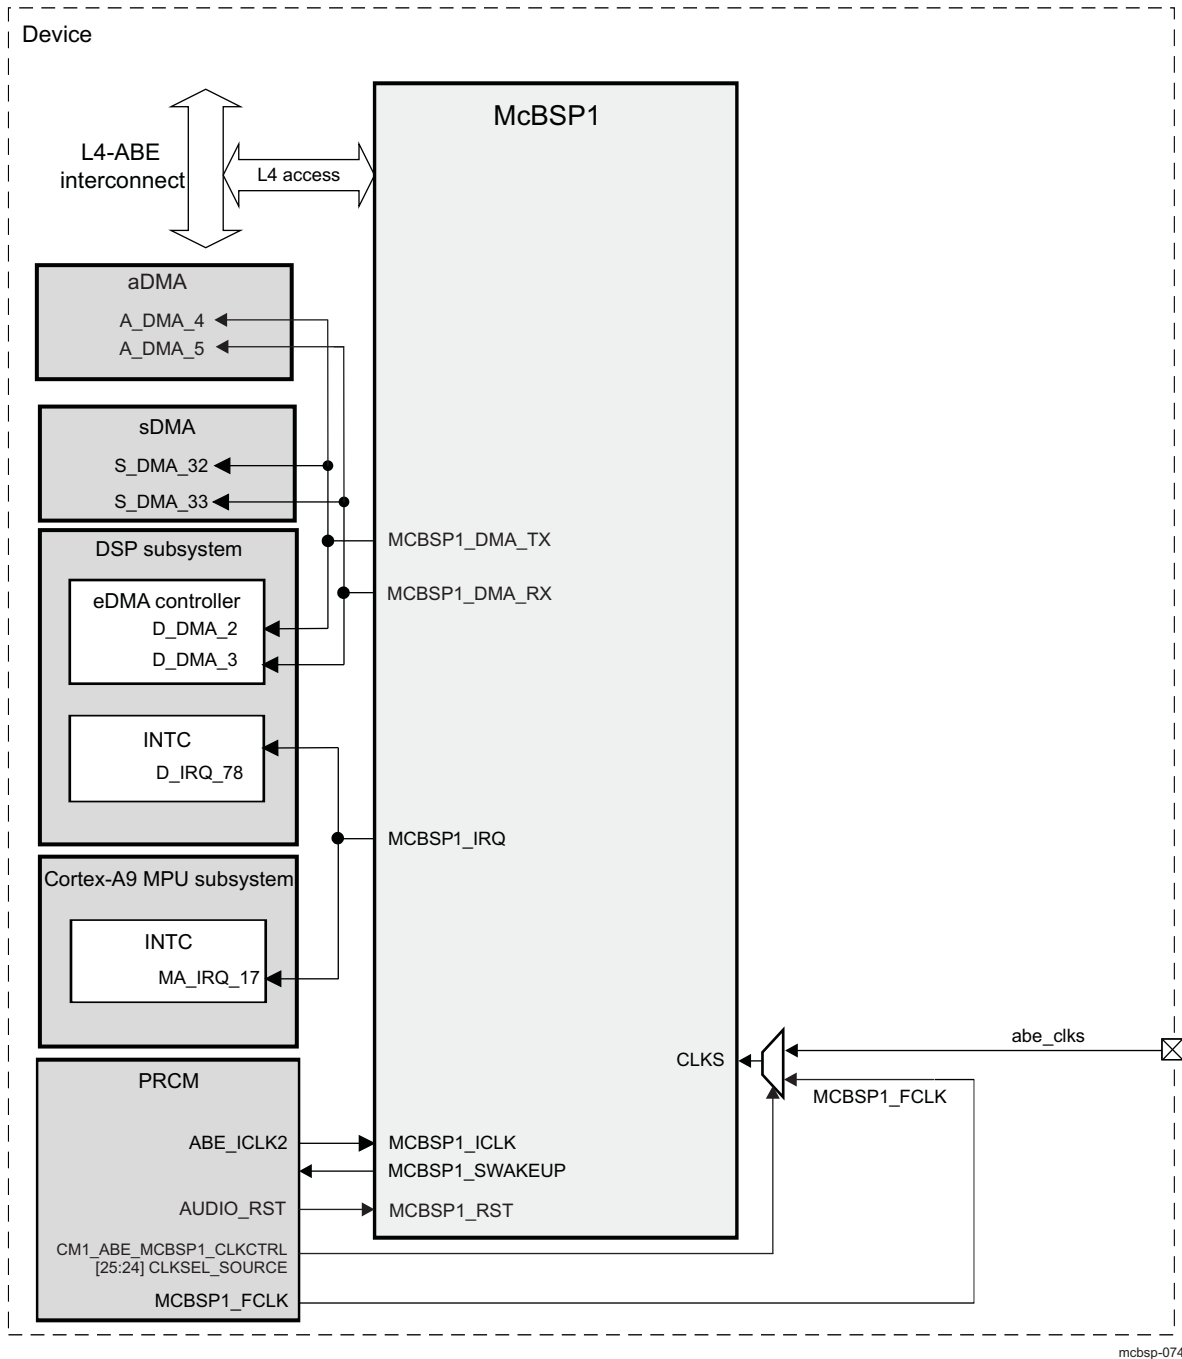 Device
McBSP1
L4-ABE
interconnect
L4 access
aDMA
A_DMA_4
A_DMA_5
sDMA
S_DMA_32
S_DMA_33
DSP subsystem
eDMA controller
D_DMA_2
D_DMA_3
INTC
D_IRQ_78
MCBSP1_DMA_TX
MCBSP1_DMA_RX
MCBSP1_IRQ
Cortex-A9 MPU subsystem
INTC
MA_IRQ_17
CLKS
abe_clks
MCBSP1_FCLK
PRCM
ABE_ICLK2
MCBSP1_ICLK
MCBSP1_SWAKEUP
AUDIO_RST
MCBSP1_RST
CM1_ABE_MCBSP1_CLKCTRL
[25:24] CLKSEL_SOURCE
MCBSP1_FCLK
mcbsp-074